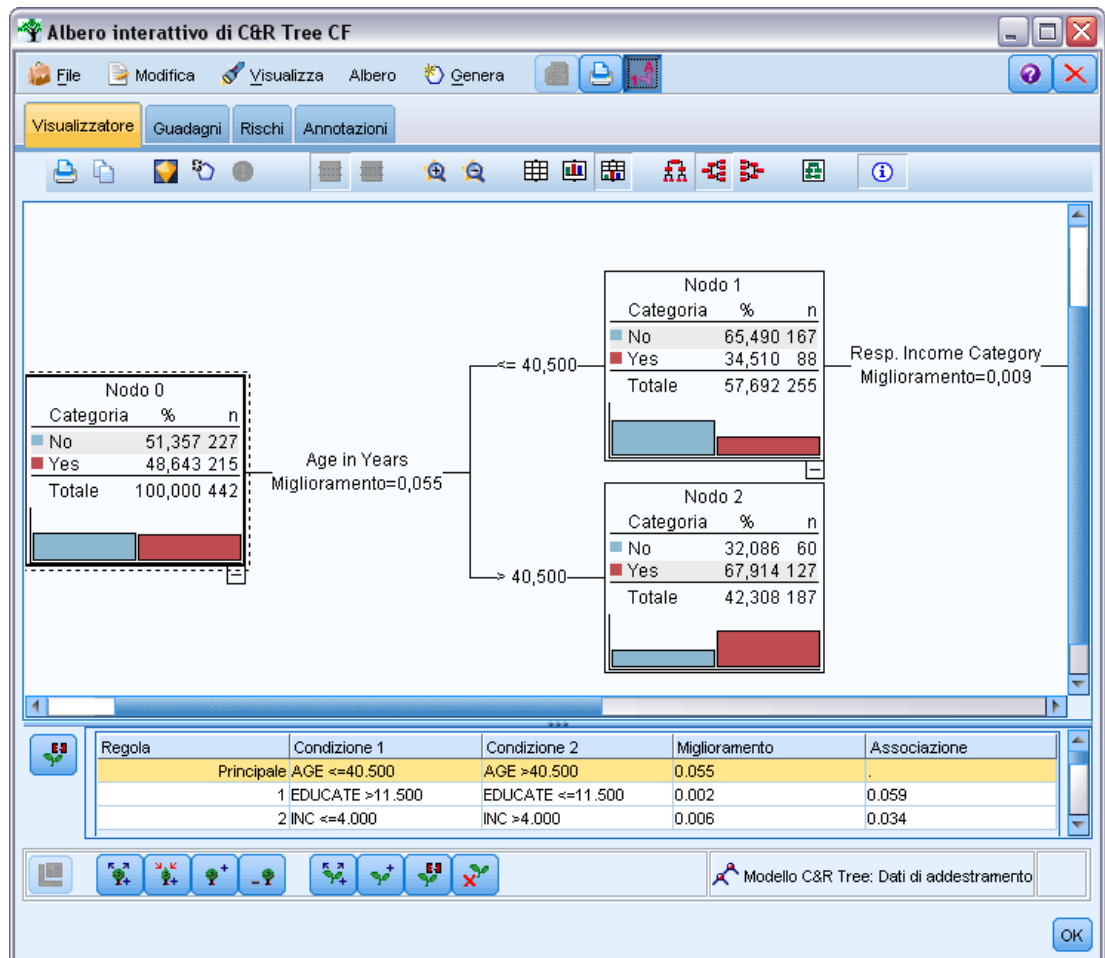 Albero interattivo di C&R Tree CF
File Modifica Visualizza Albero Genera
Visualizzatore Guadagni Rischi Annotazioni
Nodo 0
Categoria % n
No 51,357 227
Yes 48,643 215
Totale 100,000 442
Age in Years
Miglioramento=0,055
<= 40,500
Nodo 1
Categoria % n
No 65,490 167
Yes 34,510 88
Totale 57,692 255
Resp. Income Category
Miglioramento=0,009
> 40,500
Nodo 2
Categoria % n
No 32,086 60
Yes 67,914 127
Totale 42,308 187
Regola Condizione 1 Condizione 2 Miglioramento Associazione
Principale AGE <=40.500 AGE >40.500 0.055 .
1 EDUCATE >11.500 EDUCATE <=11.500 0.002 0.059
2 INC <=4.000 INC >4.000 0.006 0.034
Modello C&R Tree: Dati di addestramento
OK